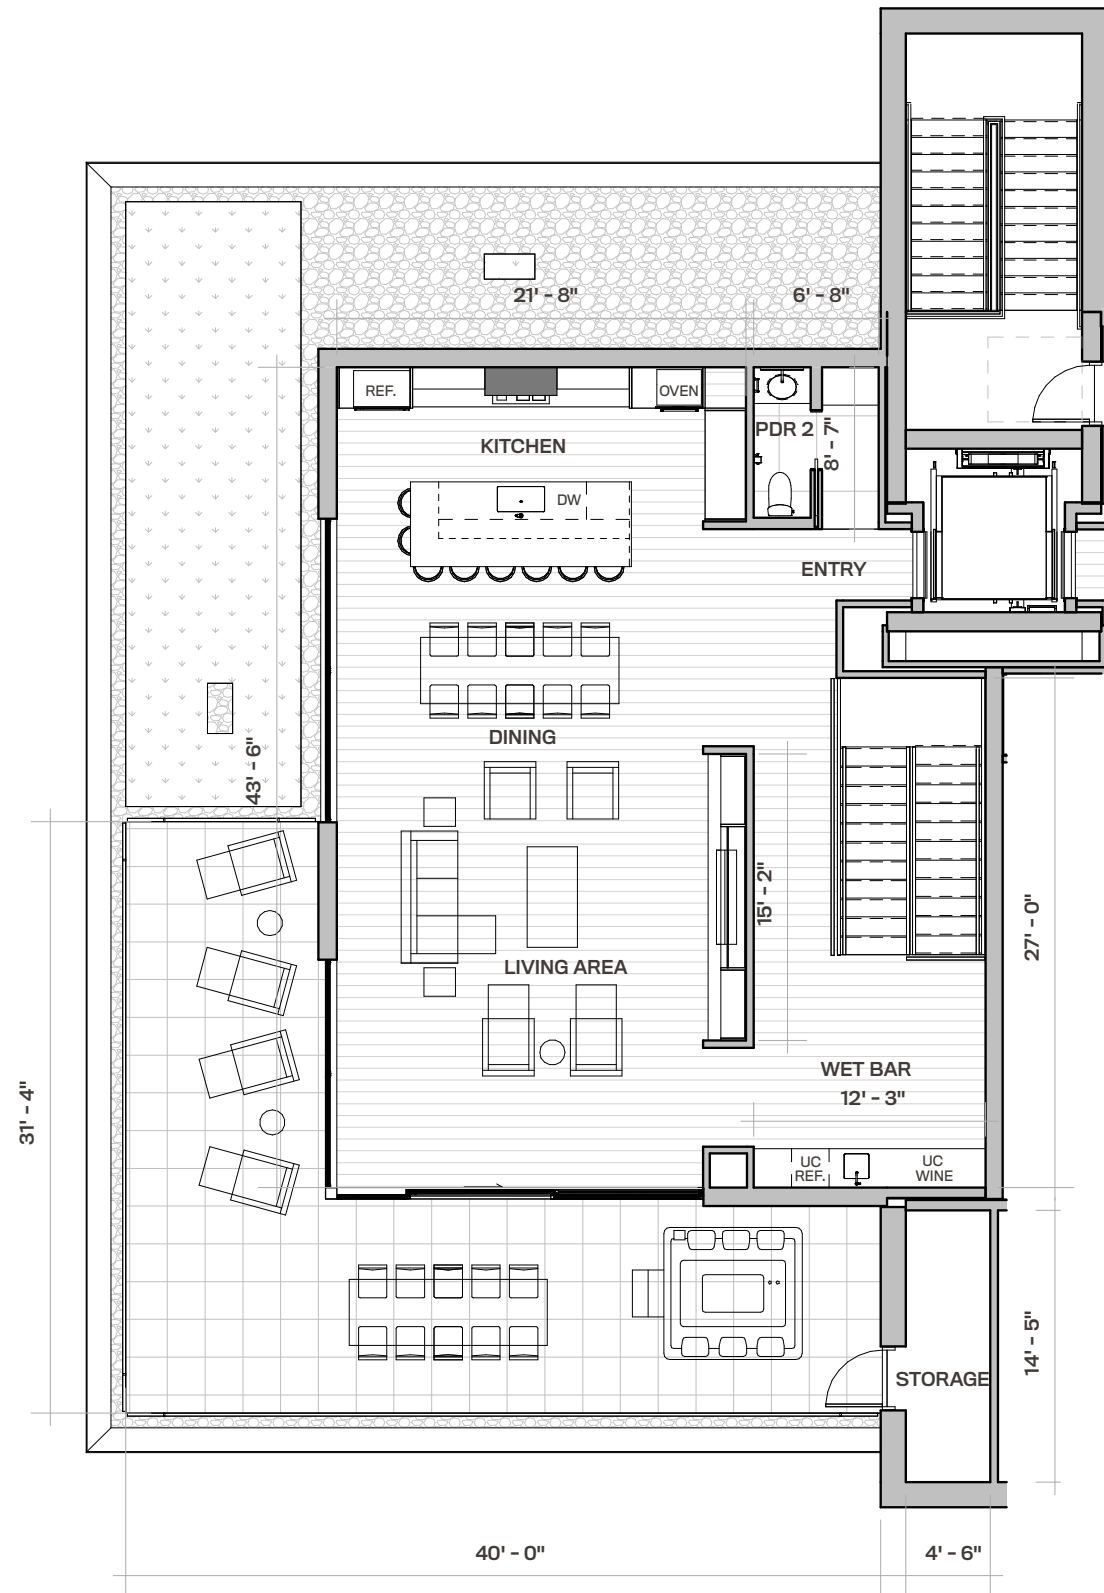 21' - 8"
6' - 8"
REF.
OVEN
KITCHEN
PDR 2
8' - 7"
DW
ENTRY
DINING
43' - 6"
15' - 2"
27' - 0"
LIVING AREA
WET BAR
12' - 3"
31' - 4"
UC
REF.
UC
WINE
14' - 5"
STORAGE
40' - 0"
4' - 6"